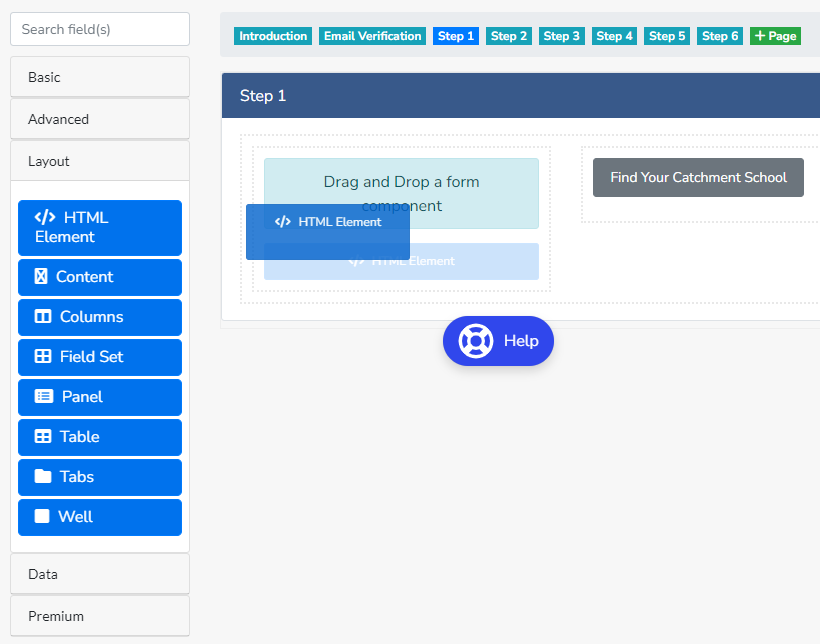 Search field(s)
Basic
Advanced
Layout
</> HTML
Element
Content
Columns
Field Set
Panel
Table
Tabs
Well
Data
Premium
Introduction Email Verification Step 1 Step 2 Step 3 Step 4 Step 5 Step 6 + Page
Step 1
Drag and Drop a form
component
</> HTML Element
</> HTML Element
Find Your Catchment School
Help